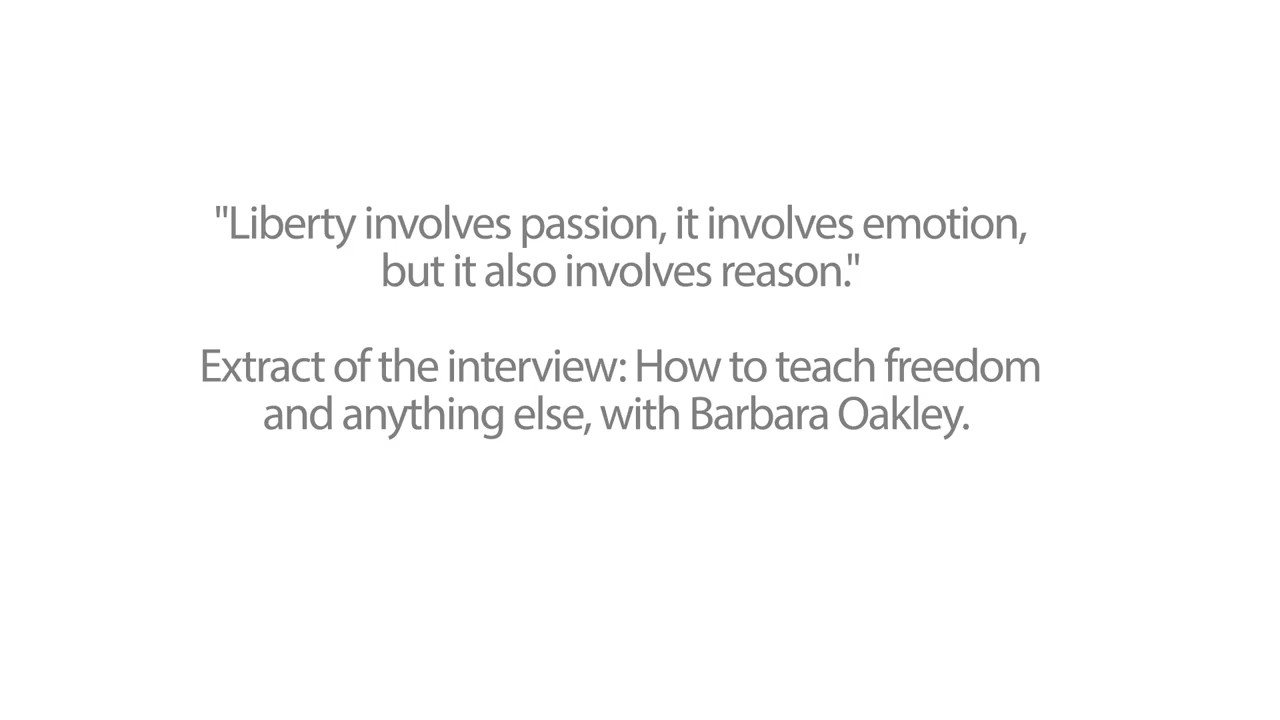 "Liberty involves passion, it involves emotion,
but it also involves reason."
Extract of the interview: How to teach freedom
and anything else, with Barbara Oakley.